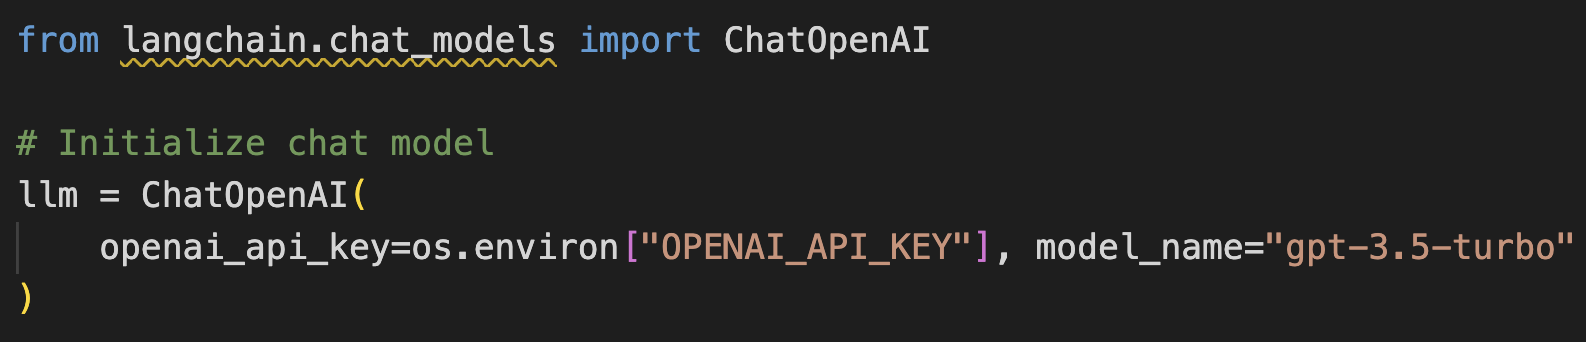 from langchain.chat_models import ChatOpenAI
# Initialize chat model
llm = ChatOpenAI(
    openai_api_key=os.environ["OPENAI_API_KEY"], model_name="gpt-3.5-turbo"
)